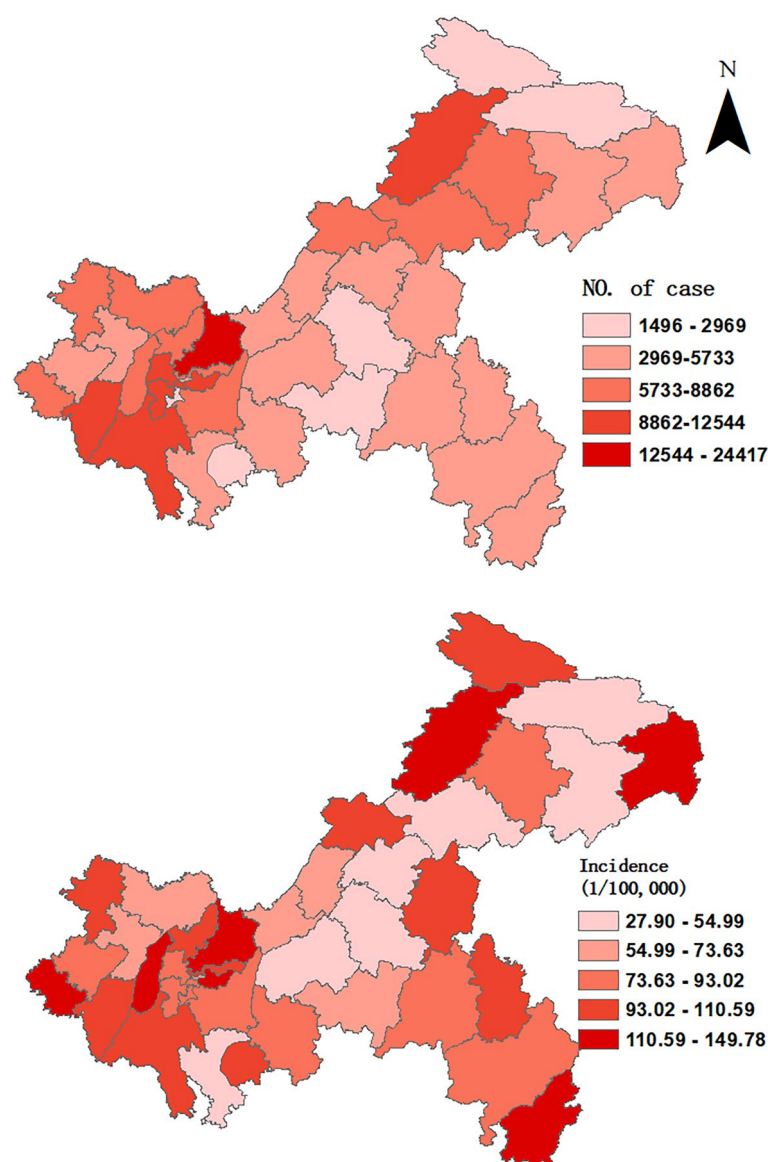 N
NO. of case
1496 - 2969
2969-5733
5733-8862
8862-12544
12544 - 24417
Incidence
(1/100,000)
27.90 - 54.99
54.99 - 73.63
73.63 - 93.02
93.02 - 110.59
110.59 - 149.78